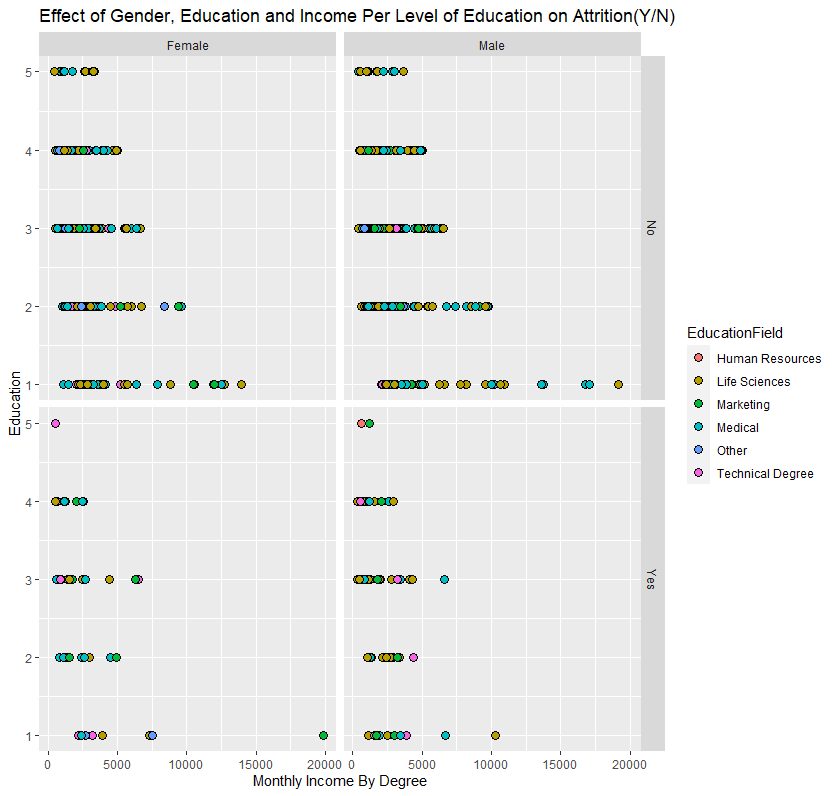 Effect of Gender, Education and Income Per Level of Education on Attrition(Y/N)
Female
Male
5
4
3
2
1
No
5
4
3
2
1
Yes
Education
0
5000
10000
15000
20000
0
5000
10000
15000
20000
Monthly Income By Degree
EducationField
Human Resources
Life Sciences
Marketing
Medical
Other
Technical Degree